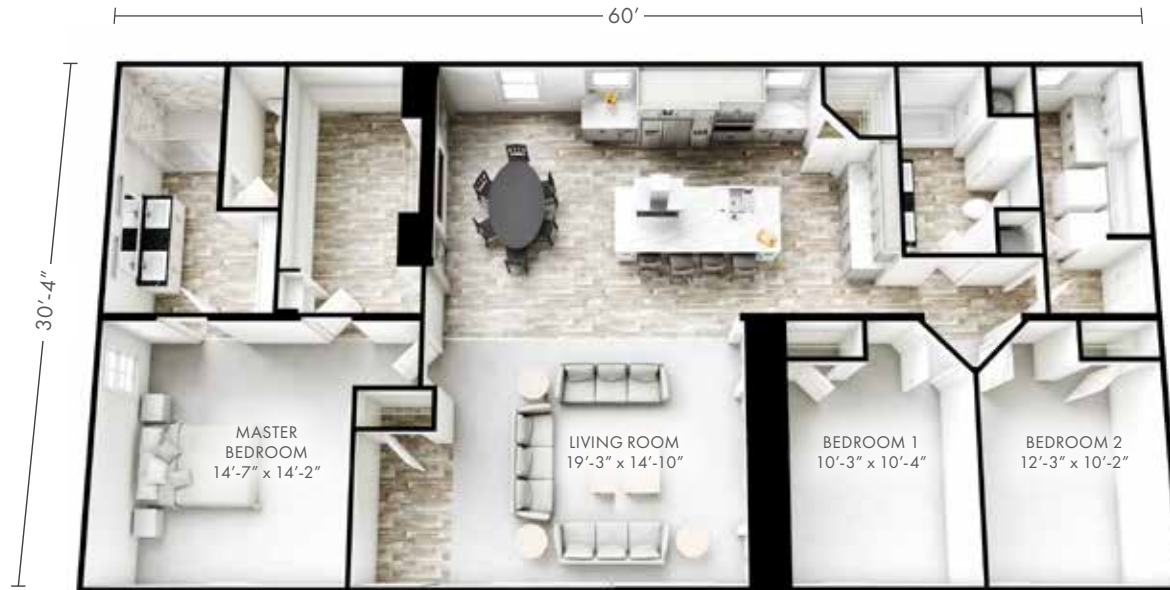 60'
30'-4"
MASTER
BEDROOM
14'-7" x 14'-2"
LIVING ROOM
19'-3" x 14'-10"
BEDROOM 1
10'-3" x 10'-4"
BEDROOM 2
12'-3" x 10'-2"